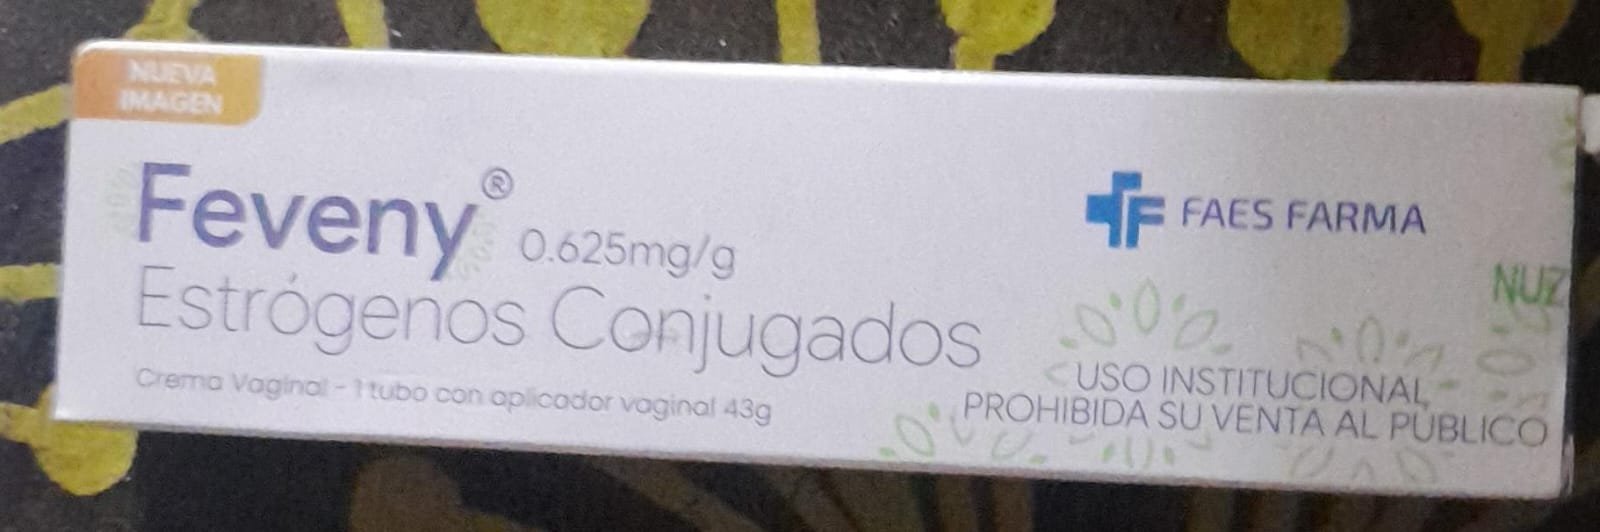 NUEVA
IMAGEN
Feveny® 0.625mg/g
Estrógenos Conjugados
Crema Vaginal - 1 tubo con aplicador vaginal 43g
FAES FARMA
USO INSTITUCIONAL
PROHIBIDA SU VENTA AL PÚBLICO